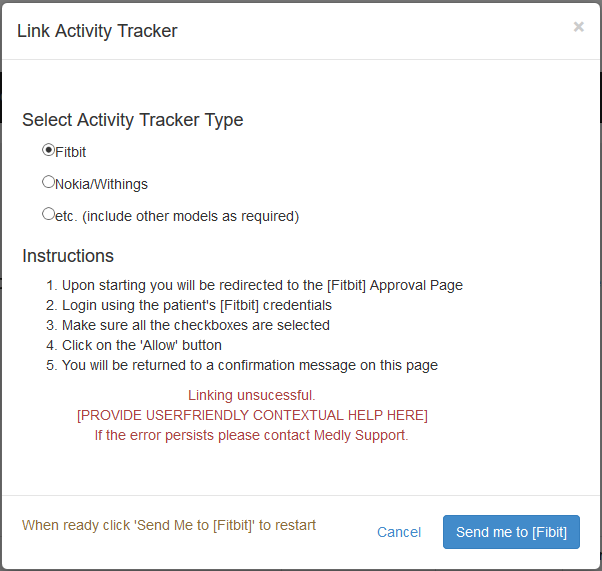 Link Activity Tracker
×
Select Activity Tracker Type
Fitbit
Nokia/Withings
etc. (include other models as required)
Instructions
1. Upon starting you will be redirected to the [Fitbit] Approval Page
2. Login using the patient's [Fitbit] credentials
3. Make sure all the checkboxes are selected
4. Click on the 'Allow' button
5. You will be returned to a confirmation message on this page
Linking unsucessful.
[PROVIDE USERFRIENDLY CONTEXTUAL HELP HERE]
If the error persists please contact Medly Support.
When ready click 'Send Me to [Fitbit]' to restart
Cancel
Send me to [Fibit]